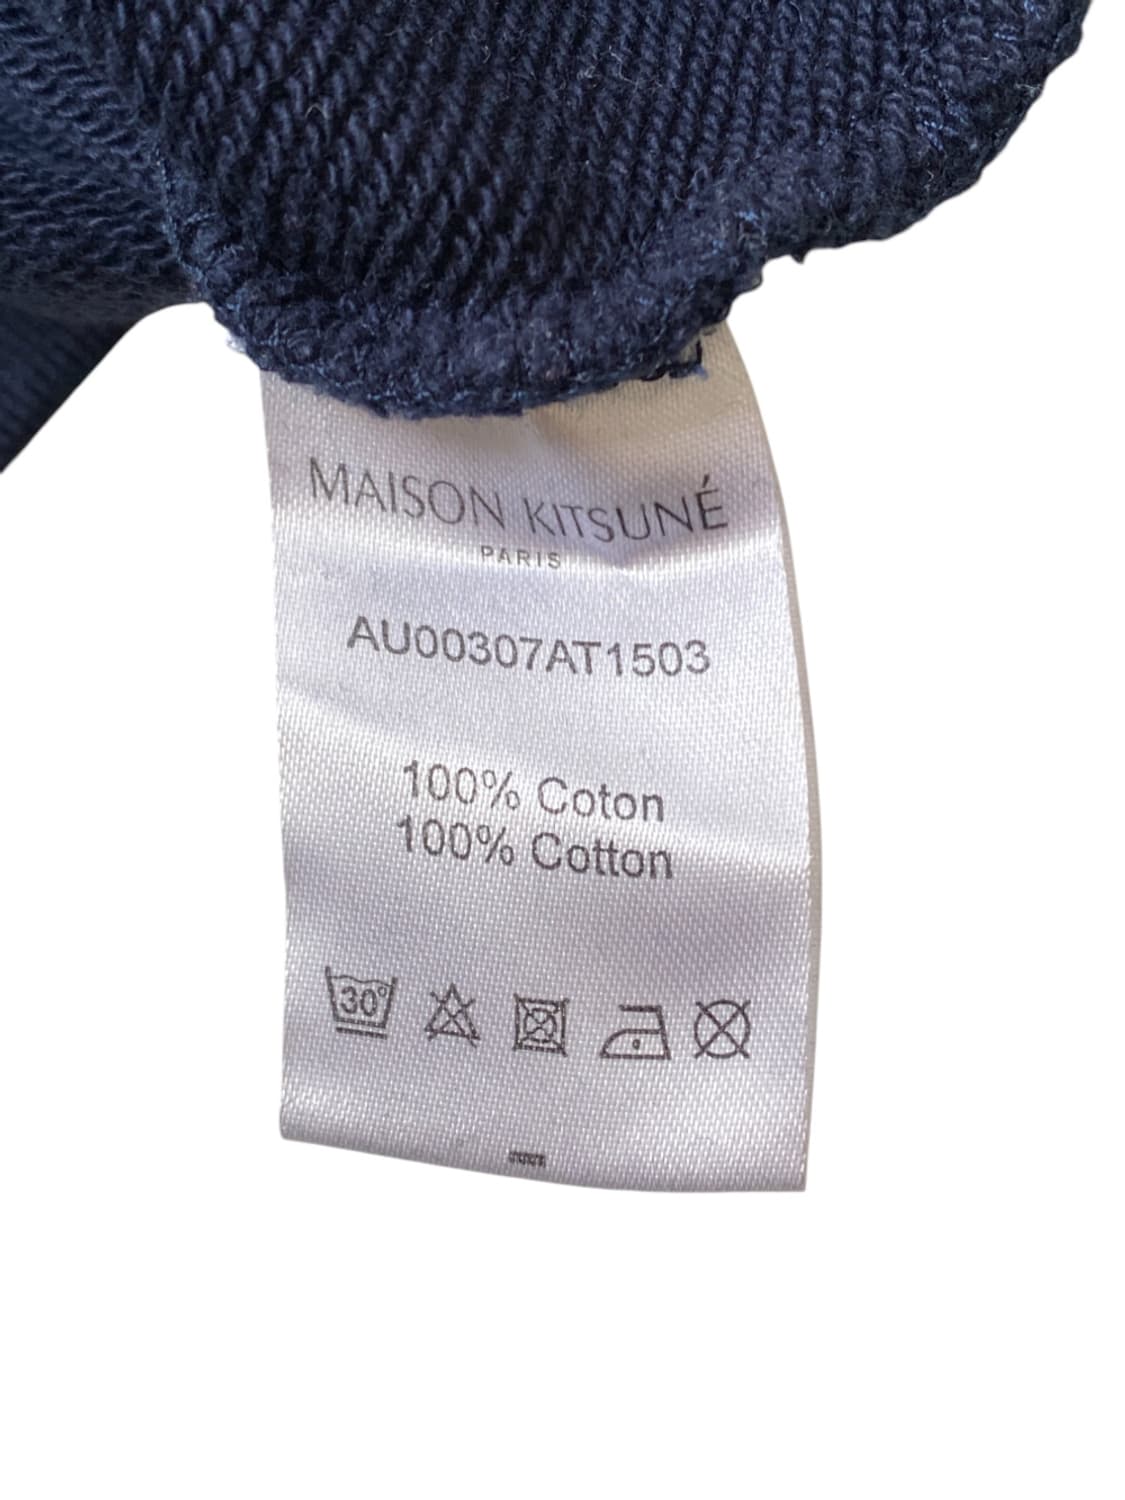 MAISON KITSUNÉ
PARIS
AU00307AT1503
100% Coton
100% Cotton
30°